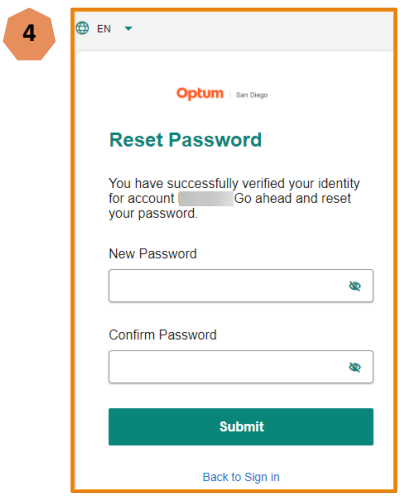 4
EN
Optum | San Diego
Reset Password
You have successfully verified your identity
for account Go ahead and reset
your password.
New Password
Confirm Password
Submit
Back to Sign in